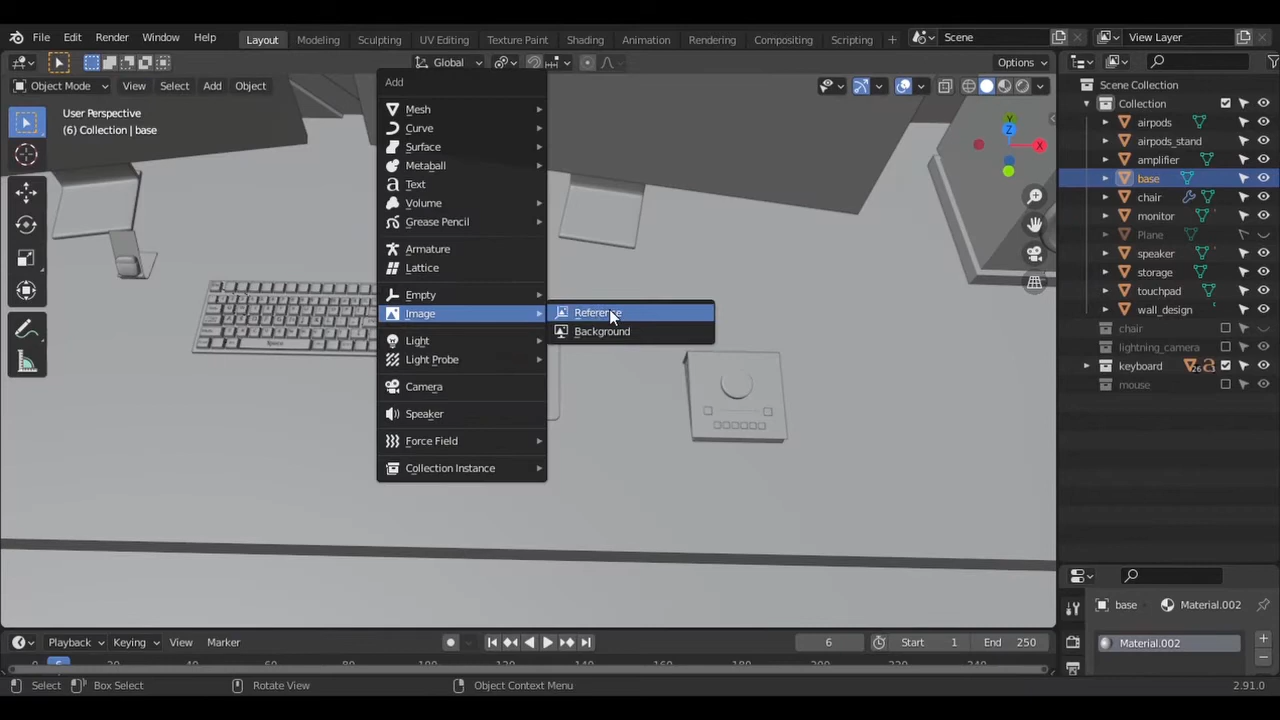 File Edit Render Window Help
Layout Modeling Sculpting UV Editing Texture Paint Shading Animation Rendering Compositing Scripting
Scene
View Layer
Global
Options
Object Mode View Select Add Object
User Perspective
(6) Collection | base
Add
Mesh
Curve
Surface
Metaball
Text
Volume
Grease Pencil
Armature
Lattice
Empty
Image
Light
Light Probe
Camera
Speaker
Force Field
Collection Instance
Reference
Background
Y
Z
X
Space
Scene Collection
Collection
airpods
airpods_stand
amplifier
base
chair
monitor
Plane
speaker
storage
touchpad
wall_design
chair
lightning_camera
keyboard 26
mouse
base Material.002
Material.002
Playback Keying View Marker
6
Start 1 End 250
Select Box Select Rotate View Object Context Menu
2.91.0